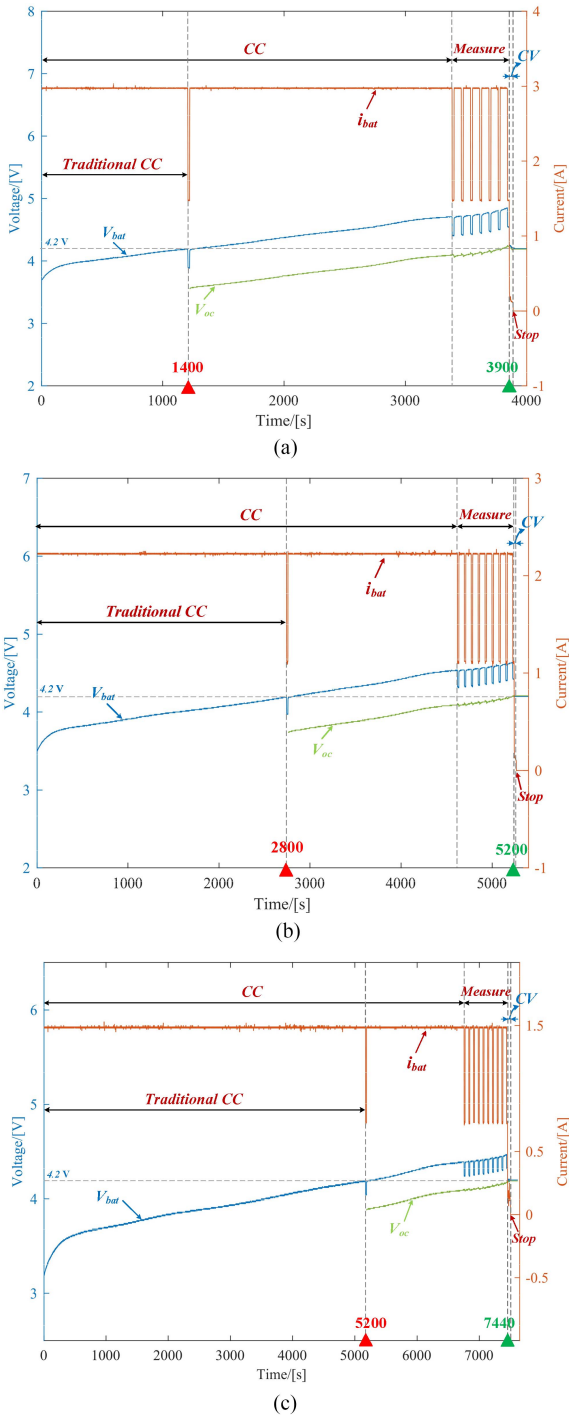 8
4
CC
Measure
CV
7
3
i_bat
6
Traditional CC
2
Voltage/[V]
Current/[A]
5
1
4.2 V
V_bat
4
V_oc
0
3
Stop
1400
3900
2
-1
0
1000
2000
3000
4000
Time/[s]
(a)
7
3
CC
Measure
CV
6
i_bat
2
Traditional CC
5
Voltage/[V]
Current/[A]
1
4.2 V
V_bat
4
V_oc
0
3
Stop
2800
5200
2
-1
0
1000
2000
3000
4000
5000
Time/[s]
(b)
CC
Measure
CV
6
1.5
i_bat
5
Traditional CC
Voltage/[V]
Current/[A]
0.5
4.2 V
V_bat
4
V_oc
0
Stop
3
-0.5
5200
7440
0
1000
2000
3000
4000
5000
6000
7000
Time/[s]
(c)